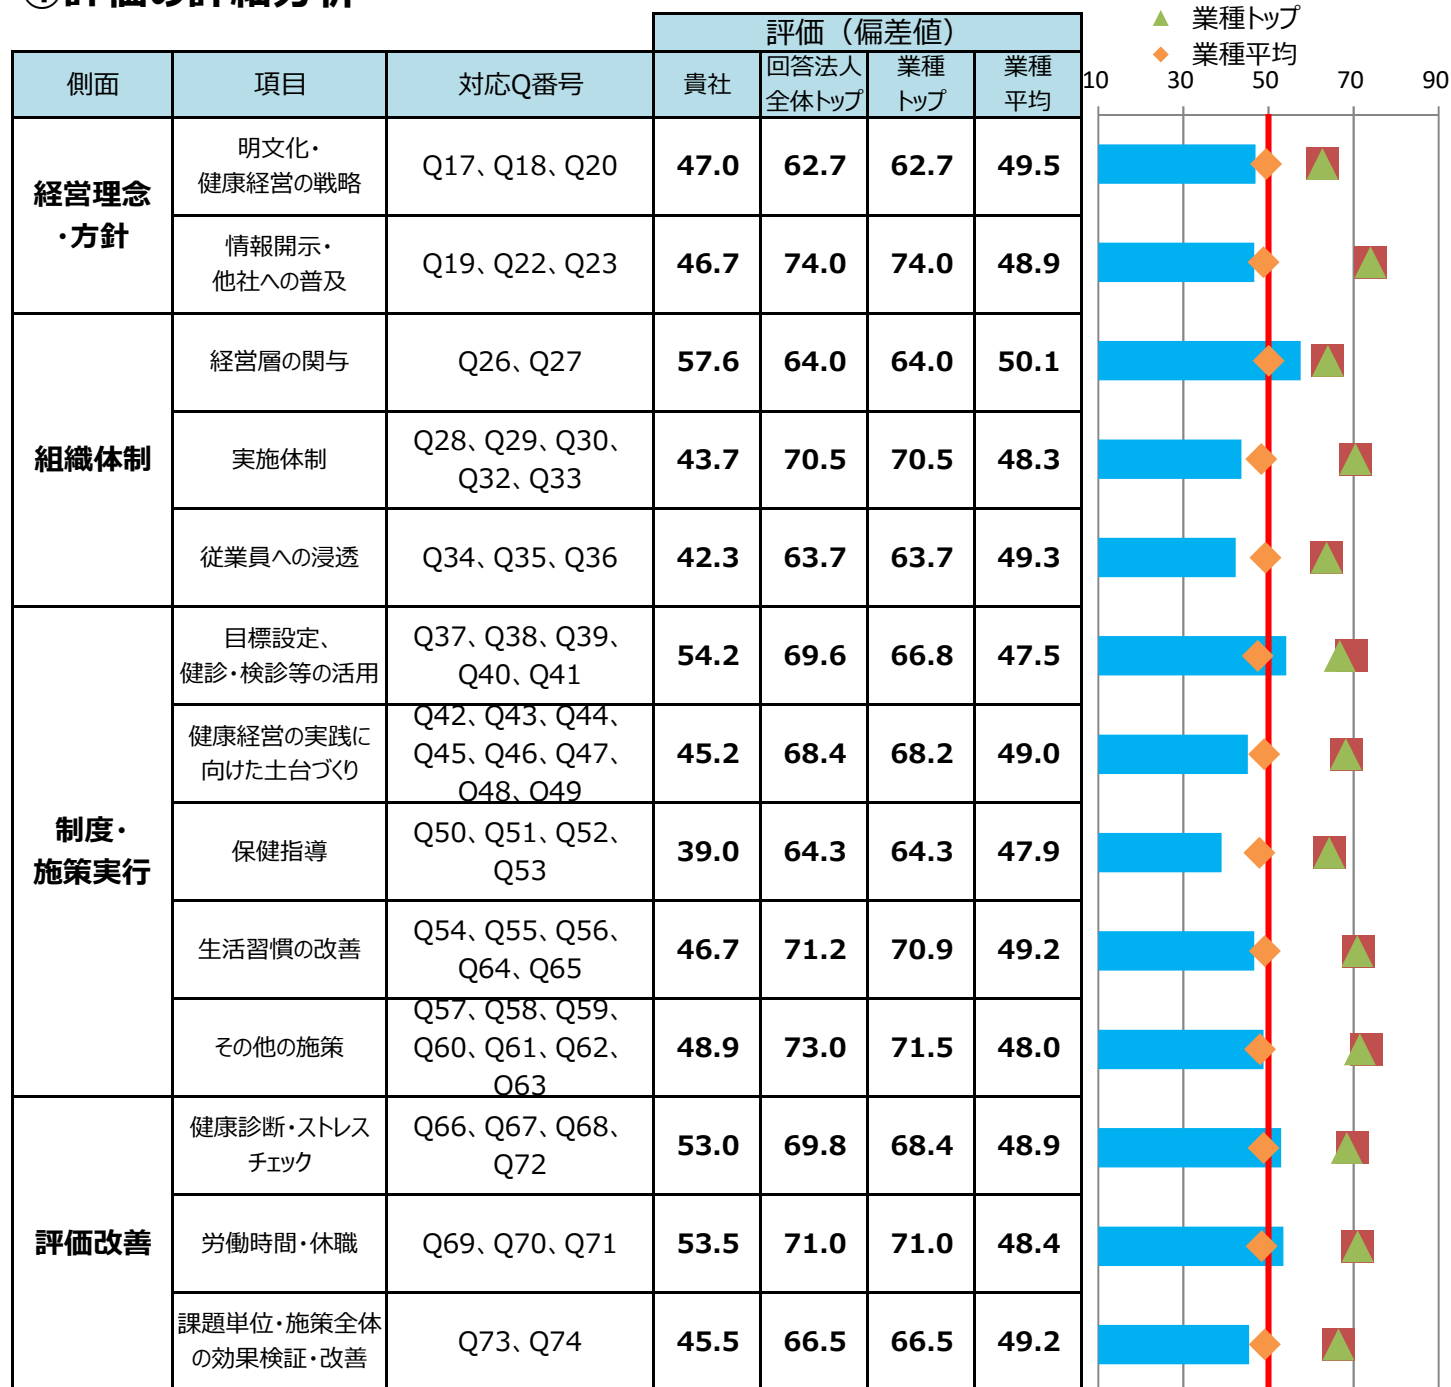 ①評価の詳細分析
▲ 業種トップ
◆ 業種平均
評価（偏差値）
側面 項目 対応Q番号 貴社 回答法人全体トップ 業種トップ 業種平均
10 30 50 70 90
経営理念
・方針
明文化・
健康経営の戦略
Q17、Q18、Q20
47.0 62.7 62.7 49.5
情報開示・
他社への普及
Q19、Q22、Q23
46.7 74.0 74.0 48.9
組織体制
経営層の関与
Q26、Q27
57.6 64.0 64.0 50.1
実施体制
Q28、Q29、Q30、
Q32、Q33
43.7 70.5 70.5 48.3
従業員への浸透
Q34、Q35、Q36
42.3 63.7 63.7 49.3
制度・
施策実行
目標設定、
健診・検診等の活用
Q37、Q38、Q39、
Q40、Q41
54.2 69.6 66.8 47.5
健康経営の実践に
向けた土台づくり
Q42、Q43、Q44、
Q45、Q46、Q47、
Q48、Q49
45.2 68.4 68.2 49.0
保健指導
Q50、Q51、Q52、
Q53
39.0 64.3 64.3 47.9
生活習慣の改善
Q54、Q55、Q56、
Q64、Q65
46.7 71.2 70.9 49.2
その他の施策
Q57、Q58、Q59、
Q60、Q61、Q62、
Q63
48.9 73.0 71.5 48.0
評価改善
健康診断・ストレス
チェック
Q66、Q67、Q68、
Q72
53.0 69.8 68.4 48.9
労働時間・休職
Q69、Q70、Q71
53.5 71.0 71.0 48.4
課題単位・施策全体
の効果検証・改善
Q73、Q74
45.5 66.5 66.5 49.2